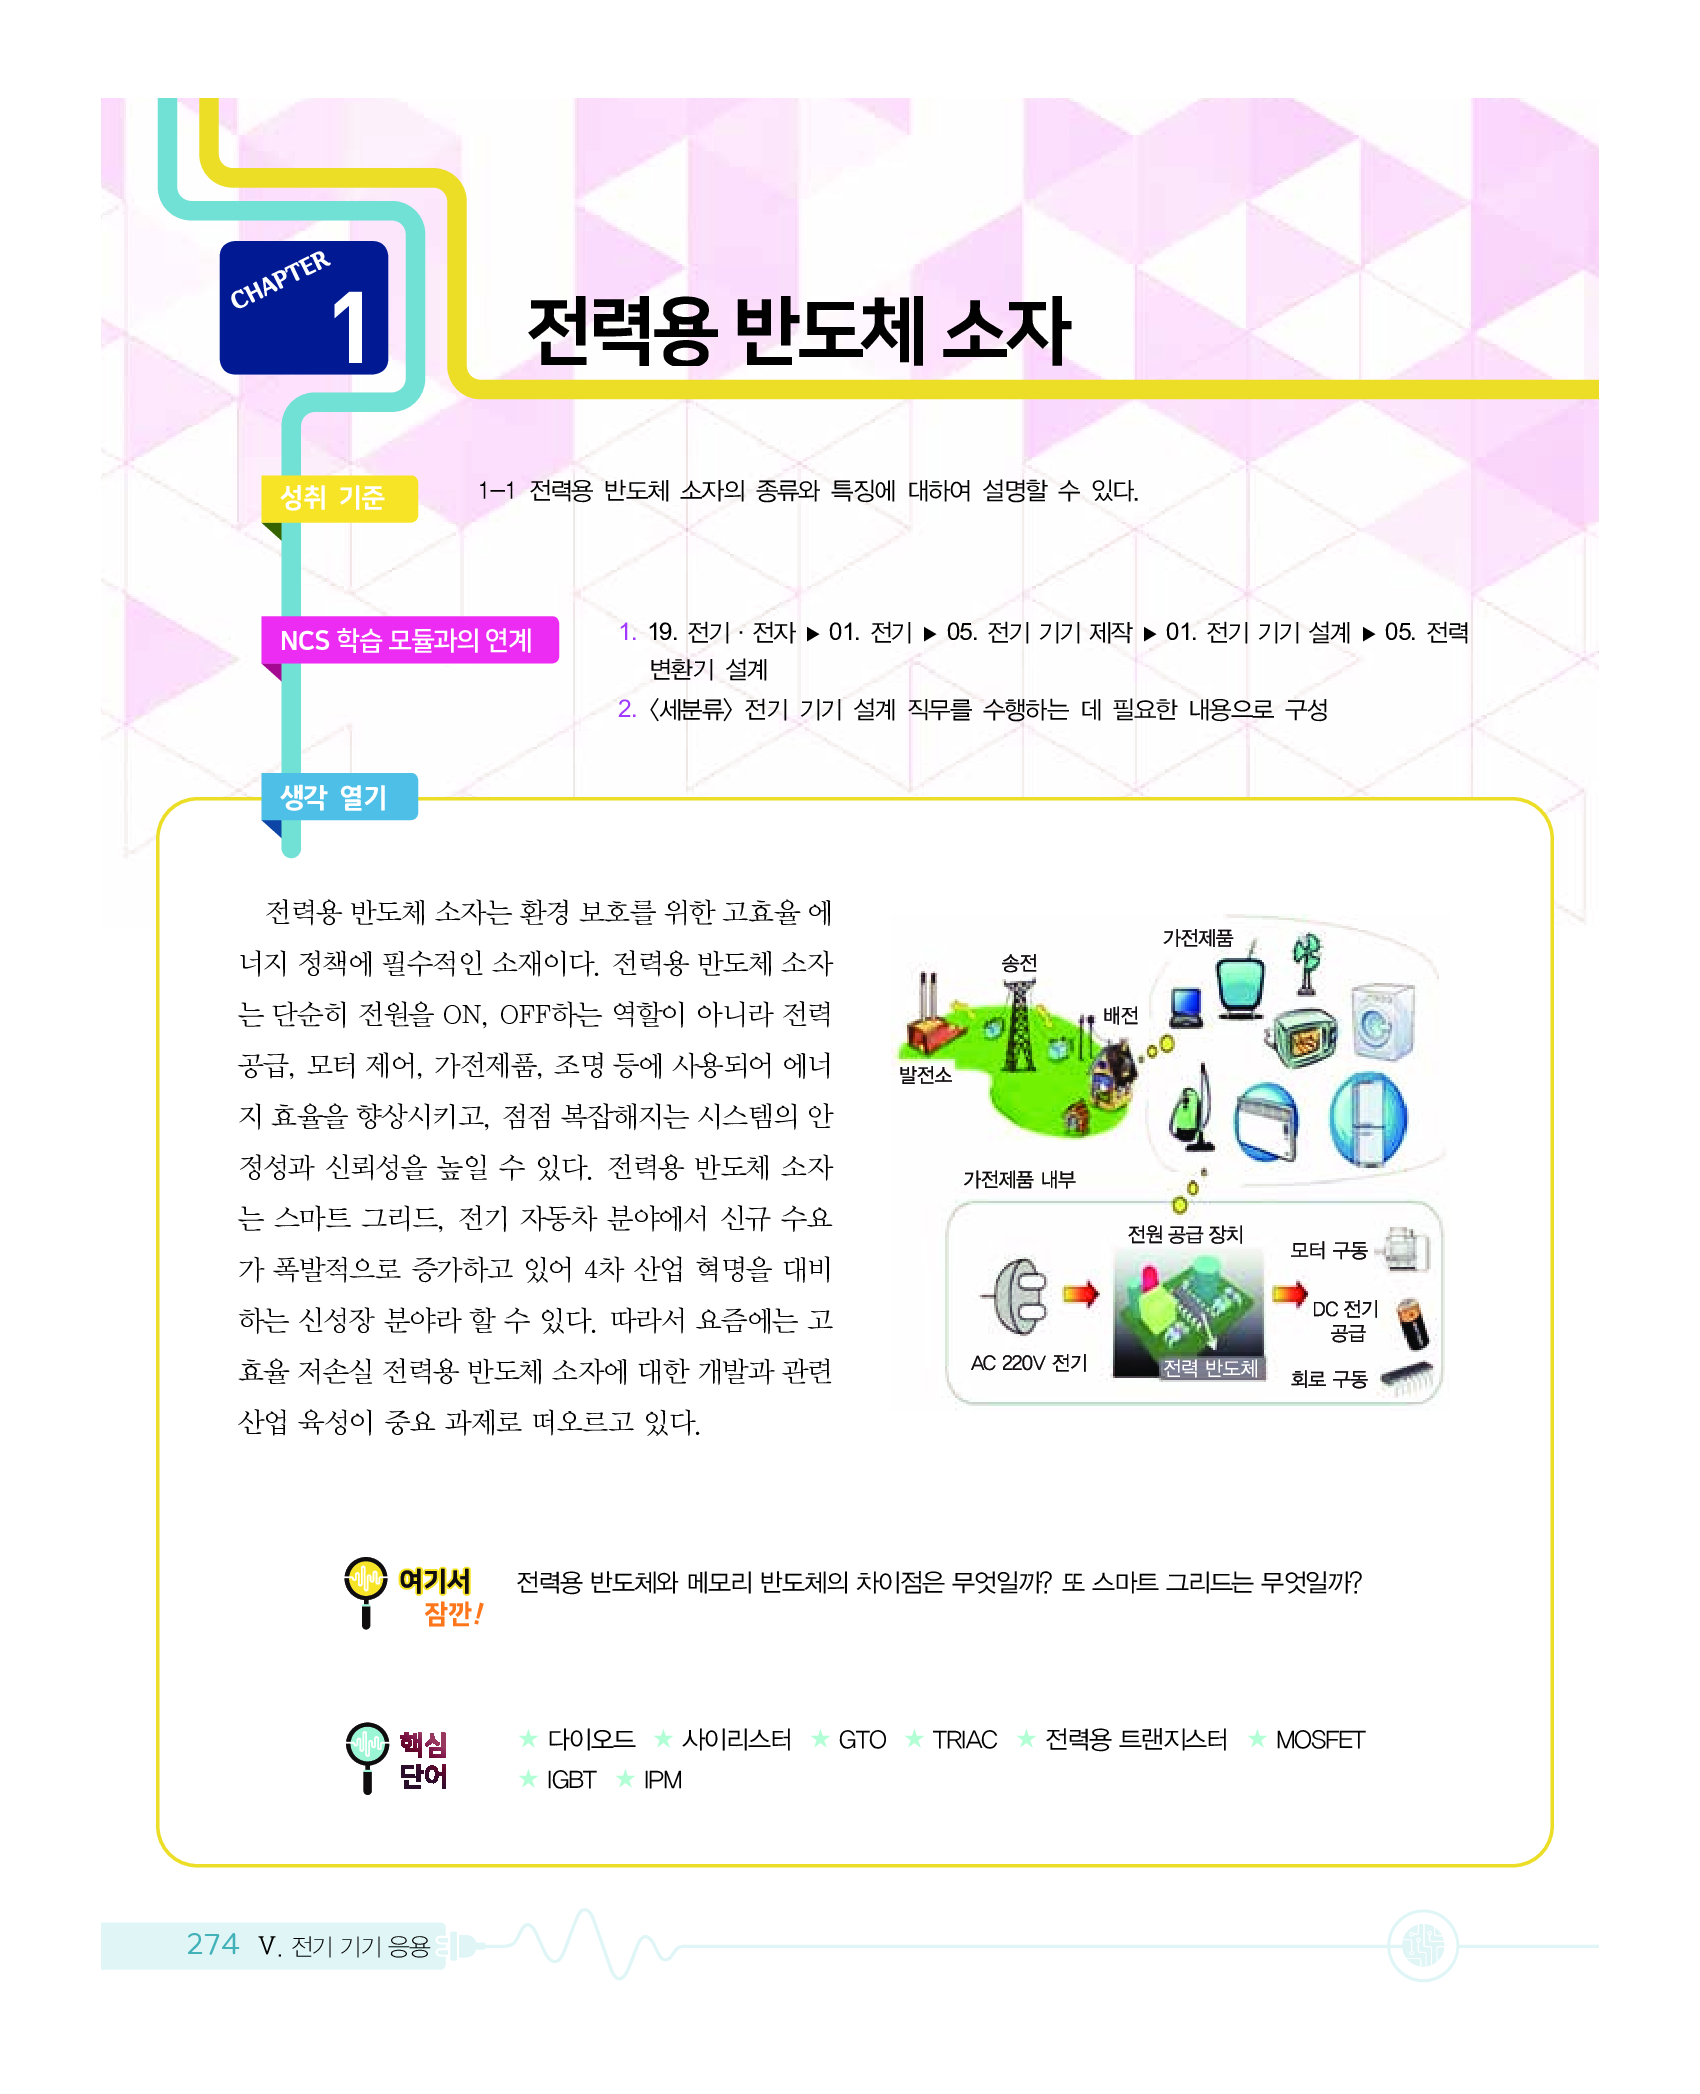 CHAPTER
1
전력용 반도체 소자
성취 기준
1-1 전력용 반도체 소자의 종류와 특징에 대하여 설명할 수 있다.
NCS 학습 모듈과의 연계
1. 19. 전기 · 전자 ▶ 01. 전기 ▶ 05. 전기 기기 제작 ▶ 01. 전기 기기 설계 ▶ 05. 전력
변환기 설계
2. 〈세분류〉 전기 기기 설계 직무를 수행하는 데 필요한 내용으로 구성
생각 열기
전력용 반도체 소자는 환경 보호를 위한 고효율 에
너지 정책에 필수적인 소재이다. 전력용 반도체 소자
는 단순히 전원을 ON, OFF하는 역할이 아니라 전력
공급, 모터 제어, 가전제품, 조명 등에 사용되어 에너
지 효율을 향상시키고, 점점 복잡해지는 시스템의 안
정성과 신뢰성을 높일 수 있다. 전력용 반도체 소자
는 스마트 그리드, 전기 자동차 분야에서 신규 수요
가 폭발적으로 증가하고 있어 4차 산업 혁명을 대비
하는 신성장 분야라 할 수 있다. 따라서 요즘에는 고
효율 저손실 전력용 반도체 소자에 대한 개발과 관련
산업 육성이 중요 과제로 떠오르고 있다.
가전제품
송전
배전
발전소
가전제품 내부
전원 공급 장치
모터 구동
DC 전기
공급
AC 220V 전기
전력 반도체
회로 구동
여기서
잠깐!
전력용 반도체와 메모리 반도체의 차이점은 무엇일까? 또 스마트 그리드는 무엇일까?
핵심
단어
★ 다이오드 ★ 사이리스터 ★ GTO ★ TRIAC ★ 전력용 트랜지스터 ★ MOSFET
★ IGBT ★ IPM
274 Ⅴ. 전기 기기 응용